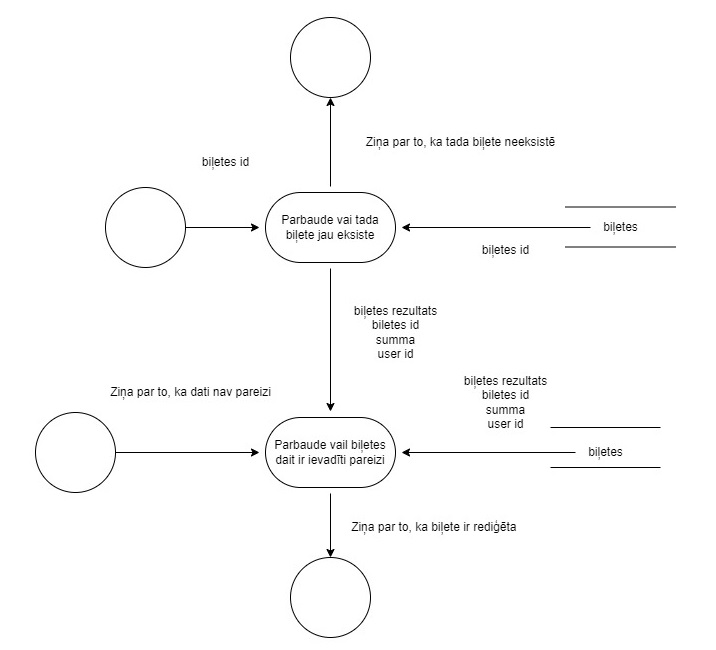 Ziņa par to, ka tada biļete neeksistē
biļetes id
Parbaude vai tada
biļete jau eksiste
biļetes
biļetes id
biļetes rezultats
biletes id
summa
user id
Ziņa par to, ka dati nav pareizi
biļetes rezultats
biletes id
summa
user id
Parbaude vail biļetes
dait ir ievadīti pareizi
biļetes
Ziņa par to, ka biļete ir rediģēta